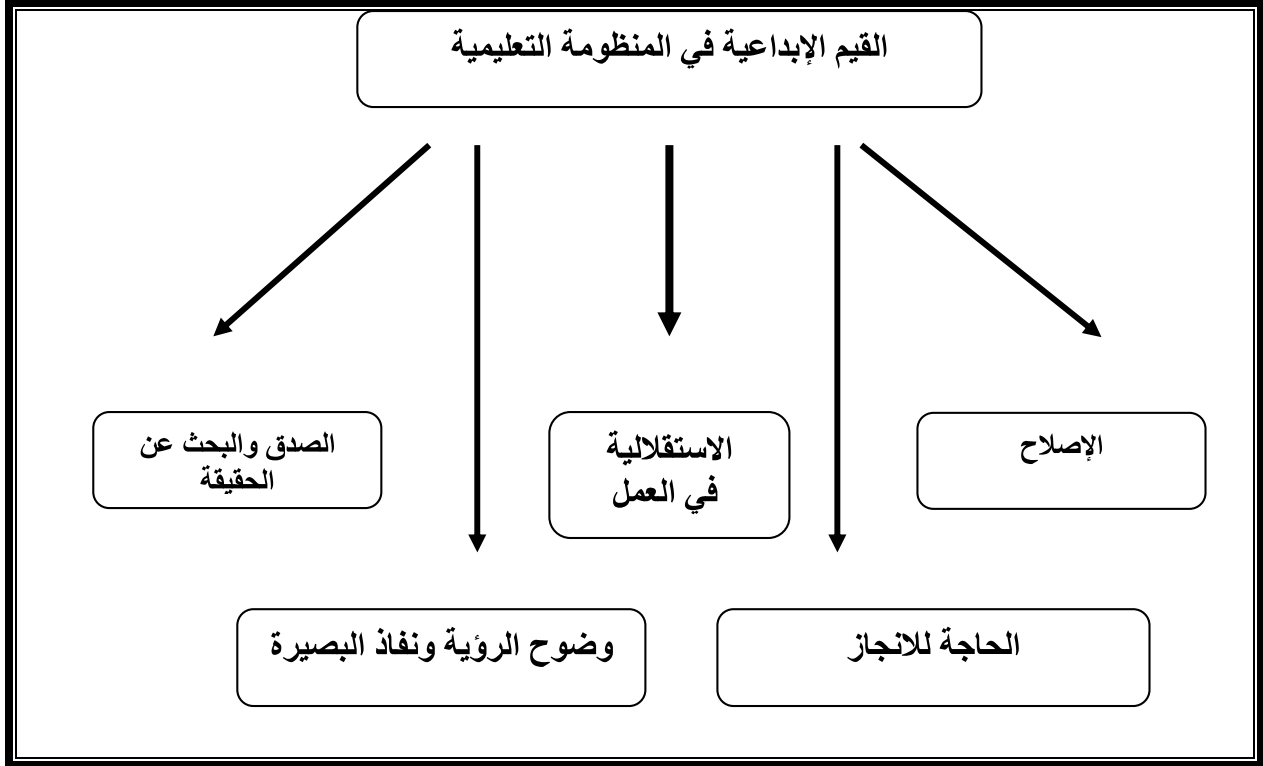 القيم الإبداعية في المنظومة التعليمية
الإصلاح
الاستقلالية
في العمل
الصدق والبحث عن
الحقيقة
الحاجة للانجاز
وضوح الرؤية ونفاذ البصيرة